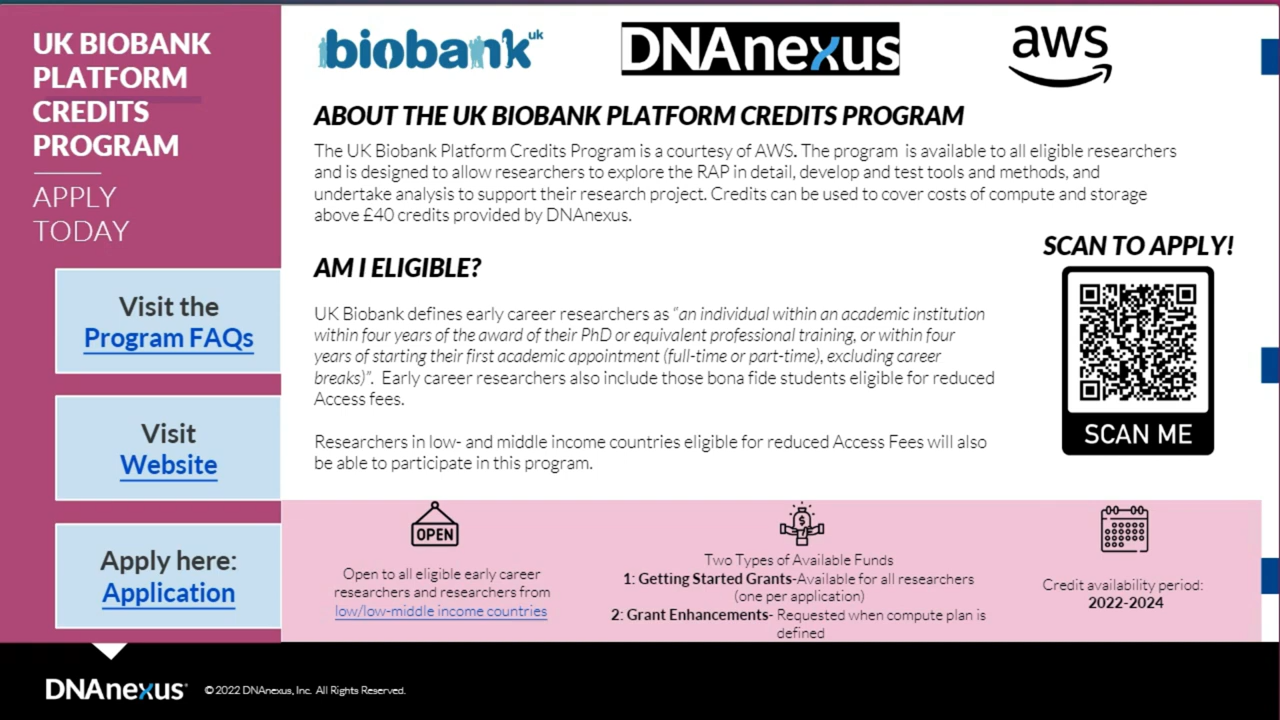 UK BIOBANK
PLATFORM
CREDITS
PROGRAM
APPLY
TODAY
Visit the
Program FAQs
Visit
Website
Apply here:
Application
biobank uk
DNAnexus
aws
ABOUT THE UK BIOBANK PLATFORM CREDITS PROGRAM
The UK Biobank Platform Credits Program is a courtesy of AWS. The program is available to all eligible researchers
and is designed to allow researchers to explore the RAP in detail, develop and test tools and methods, and
undertake analysis to support their research project. Credits can be used to cover costs of compute and storage
above £40 credits provided by DNAnexus.
AM I ELIGIBLE?
UK Biobank defines early career researchers as "an individual within an academic institution
within four years of the award of their PhD or equivalent professional training, or within four
years of starting their first academic appointment (full-time or part-time), excluding career
breaks)". Early career researchers also include those bona fide students eligible for reduced
Access fees.
Researchers in low- and middle income countries eligible for reduced Access Fees will also
be able to participate in this program.
SCAN TO APPLY!
SCAN ME
OPEN
Open to all eligible early career
researchers and researchers from
low/low-middle income countries
$
Two Types of Available Funds
1: Getting Started Grants-Available for all researchers
(one per application)
2: Grant Enhancements- Requested when compute plan is
defined
Credit availability period:
2022-2024
DNAnexus
© 2022 DNAnexus, Inc. All Rights Reserved.